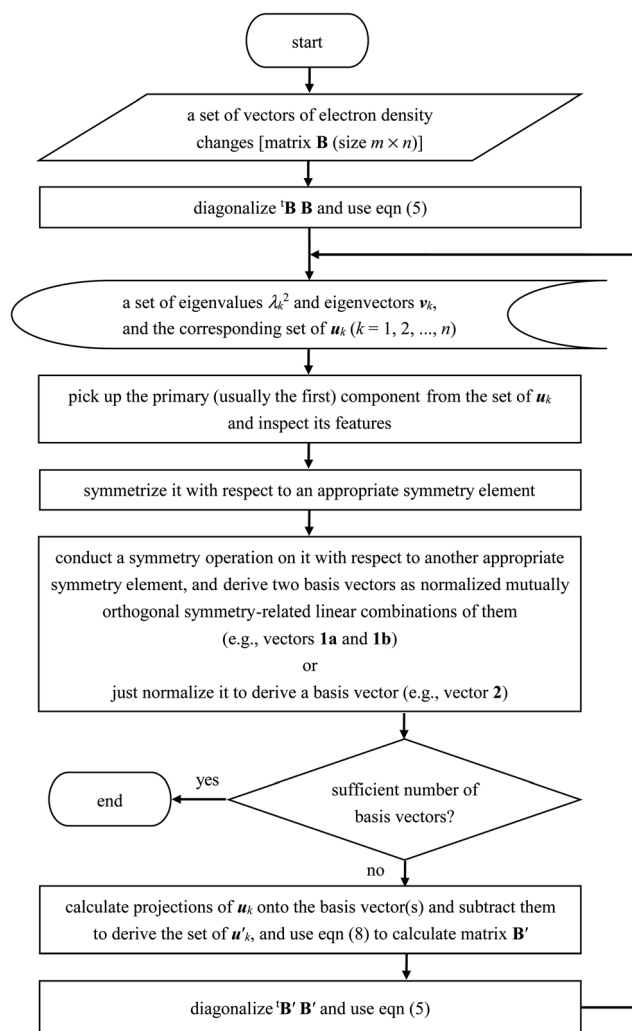 start
a set of vectors of electron density
changes [matrix B (size m × n)]
diagonalize ᵗB B and use eqn (5)
a set of eigenvalues λₖ² and eigenvectors vₖ,
and the corresponding set of uₖ (k = 1, 2, ..., n)
pick up the primary (usually the first) component from the set of uₖ
and inspect its features
symmetrize it with respect to an appropriate symmetry element
conduct a symmetry operation on it with respect to another appropriate
symmetry element, and derive two basis vectors as normalized mutually
orthogonal symmetry-related linear combinations of them
(e.g., vectors 1a and 1b)
or
just normalize it to derive a basis vector (e.g., vector 2)
sufficient number of
basis vectors?
yes
end
no
calculate projections of uₖ onto the basis vector(s) and subtract them
to derive the set of u′ₖ, and use eqn (8) to calculate matrix B′
diagonalize ᵗB′ B′ and use eqn (5)